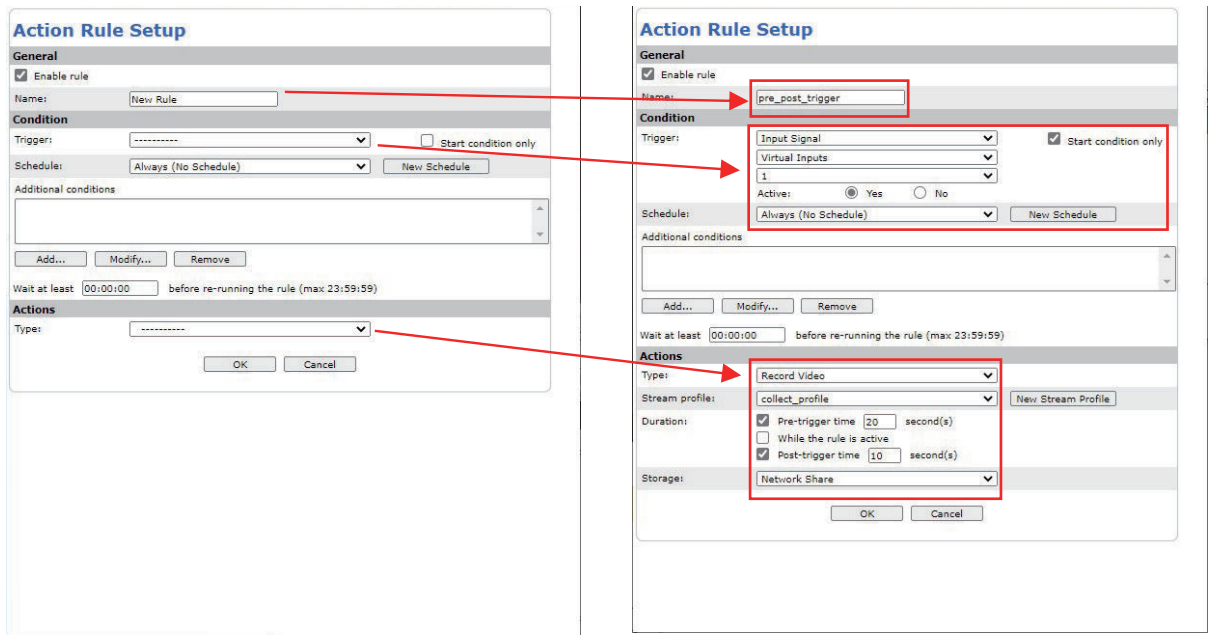 Action Rule Setup
General
Enable rule
Name: New Rule
Condition
Trigger: ---------- Start condition only
Schedule: Always (No Schedule) New Schedule
Additional conditions
Add... Modify... Remove
Wait at least 00:00:00 before re-running the rule (max 23:59:59)
Actions
Type: ----------
OK Cancel
Action Rule Setup
General
Enable rule
Name: pre_post_trigger
Condition
Trigger: Input Signal Start condition only
Virtual Inputs
1
Active: Yes No
Schedule: Always (No Schedule) New Schedule
Additional conditions
Add... Modify... Remove
Wait at least 00:00:00 before re-running the rule (max 23:59:59)
Actions
Type: Record Video
Stream profile: collect_profile New Stream Profile
Duration: Pre-trigger time 20 second(s)
While the rule is active
Post-trigger time 10 second(s)
Storage: Network Share
OK Cancel